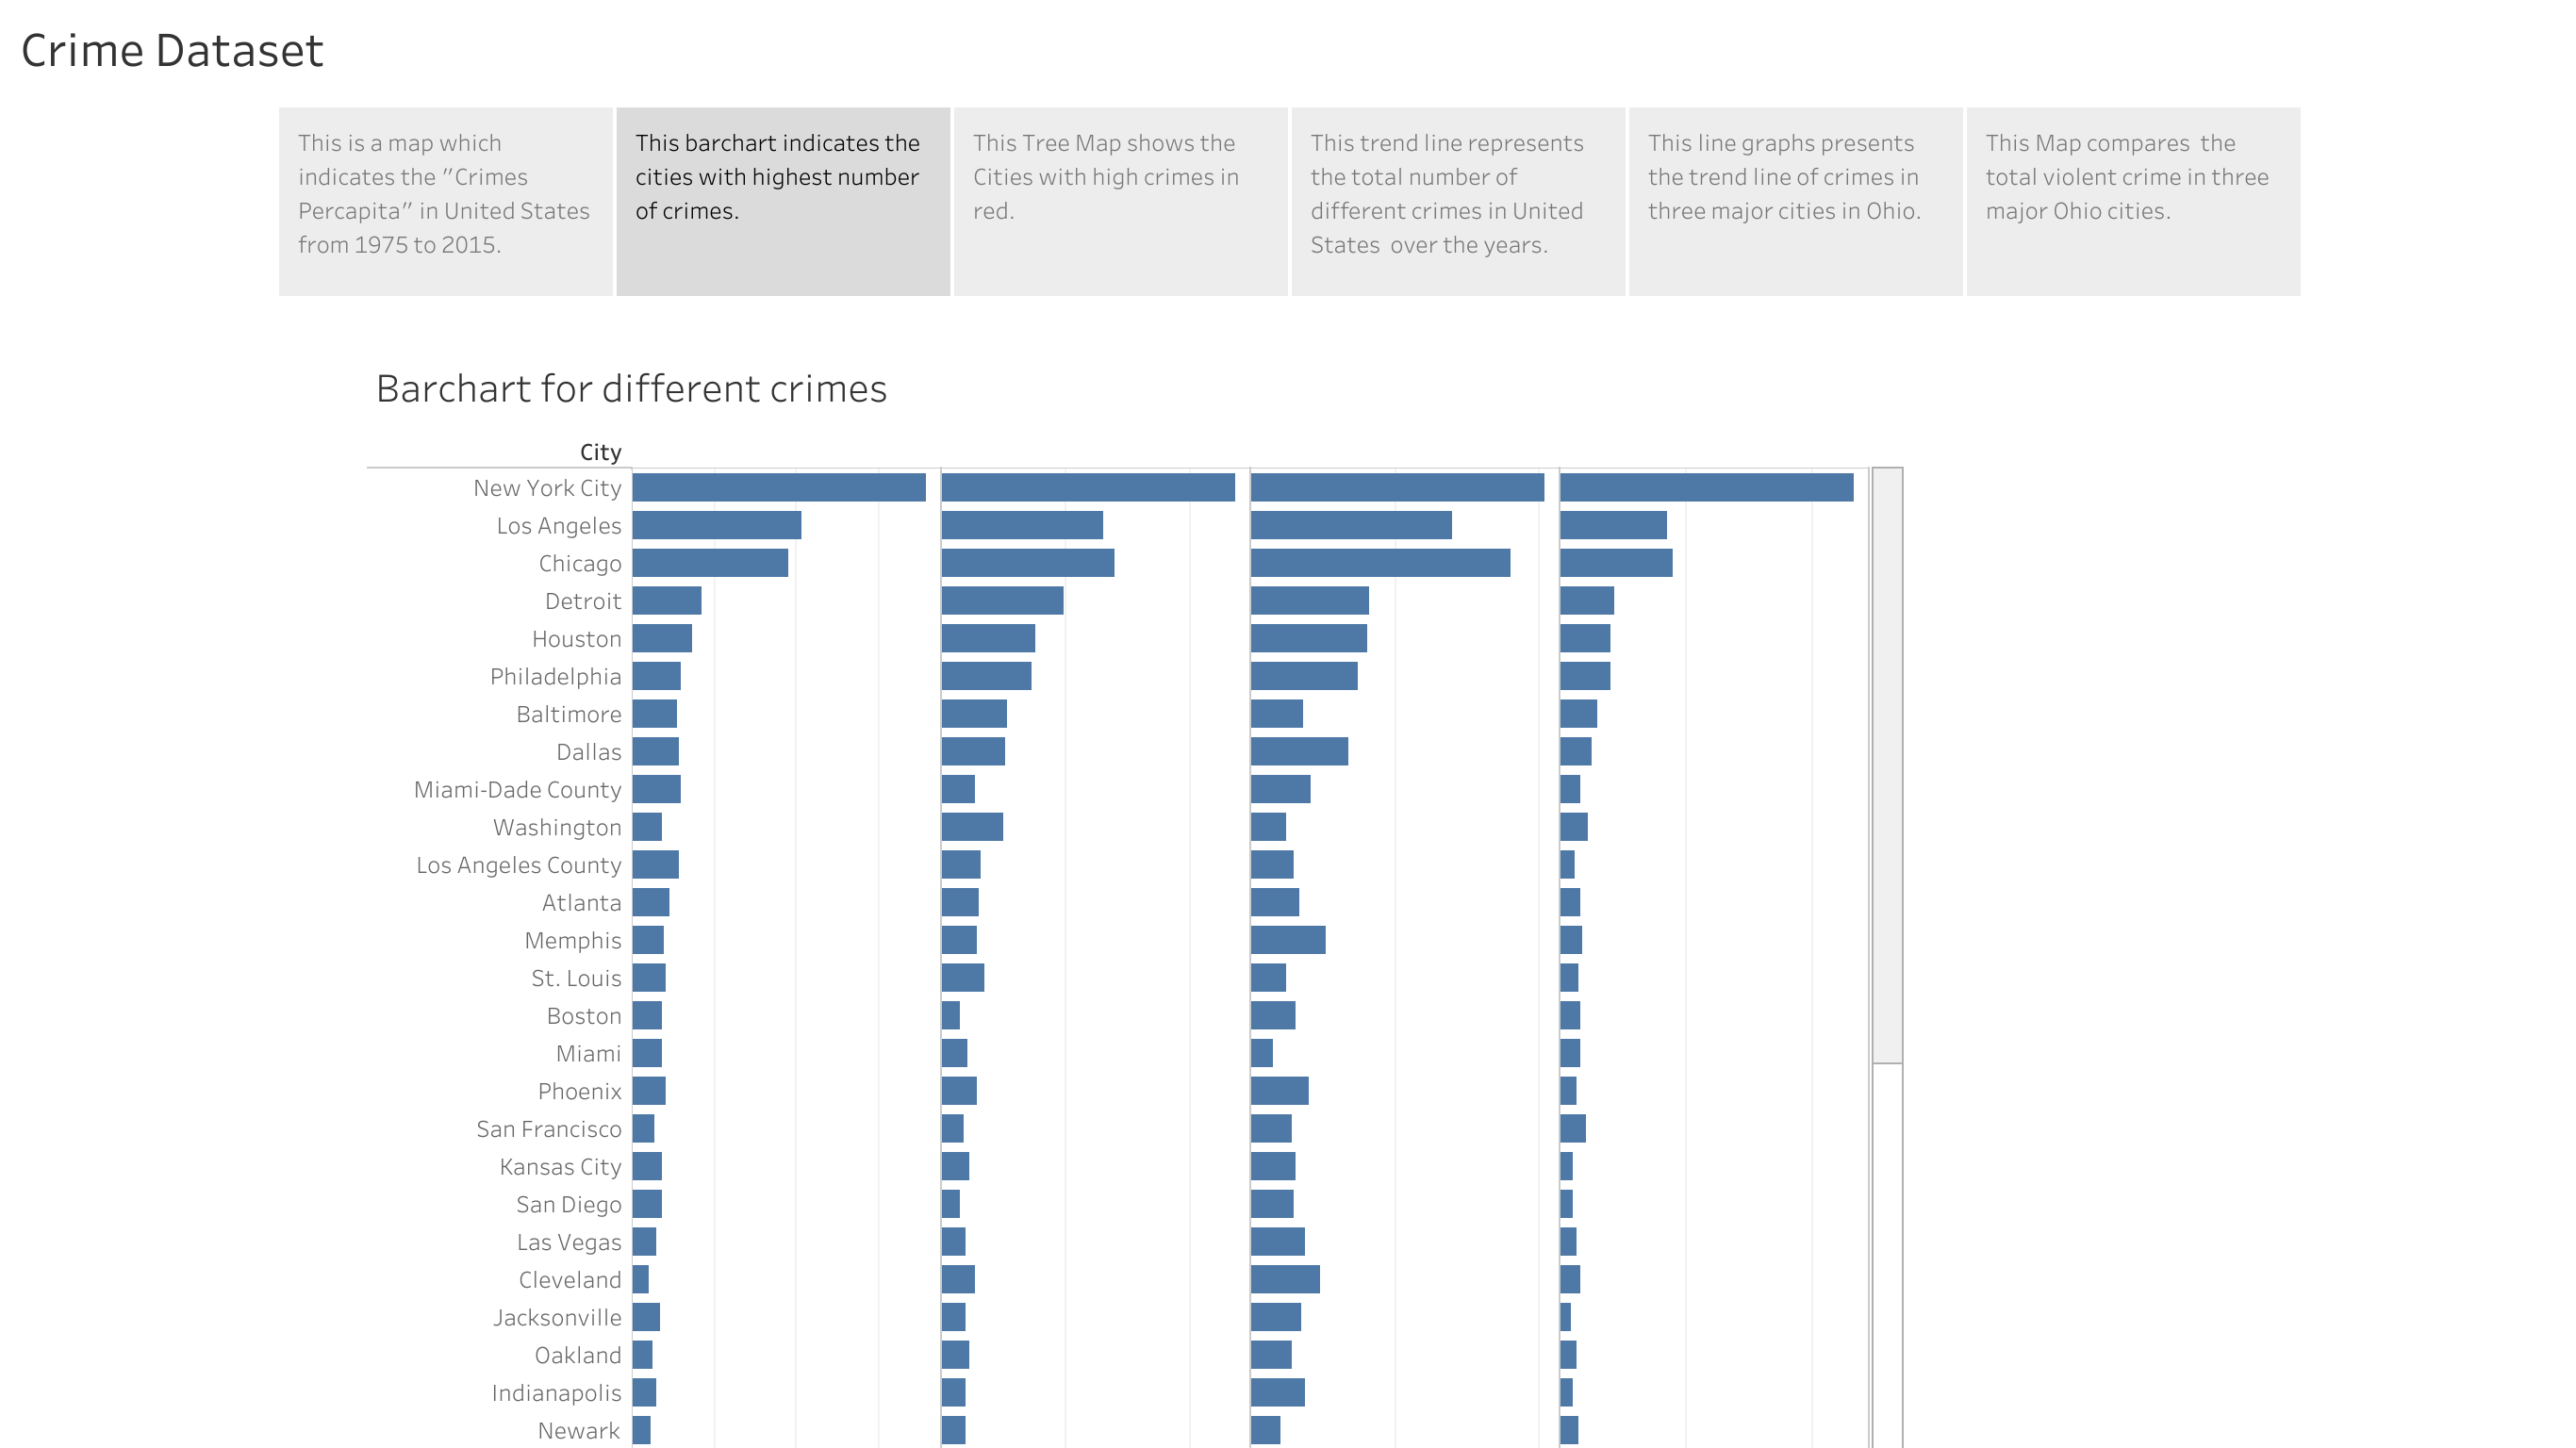 Crime Dataset
This is a map which
indicates the "Crimes
Percapita" in United States
from 1975 to 2015.
This barchart indicates the
cities with highest number
of crimes.
This Tree Map shows the
Cities with high crimes in
red.
This trend line represents
the total number of
different crimes in United
States  over the years.
This line graphs presents
the trend line of crimes in
three major cities in Ohio.
This Map compares  the
total violent crime in three
major Ohio cities.
Barchart for different crimes
City
New York City
Los Angeles
Chicago
Detroit
Houston
Philadelphia
Baltimore
Dallas
Miami-Dade County
Washington
Los Angeles County
Atlanta
Memphis
St. Louis
Boston
Miami
Phoenix
San Francisco
Kansas City
San Diego
Las Vegas
Cleveland
Jacksonville
Oakland
Indianapolis
Newark